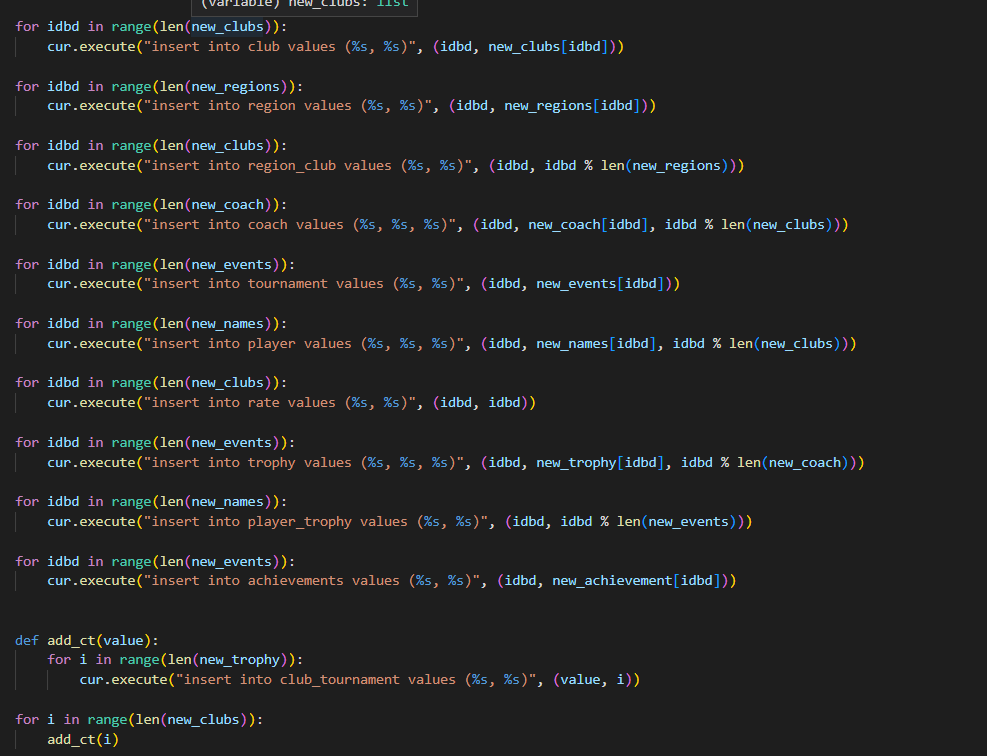 (variable) new_clubs: list
for idbd in range(len(new_clubs)):
    cur.execute("insert into club values (%s, %s)", (idbd, new_clubs[idbd]))
for idbd in range(len(new_regions)):
    cur.execute("insert into region values (%s, %s)", (idbd, new_regions[idbd]))
for idbd in range(len(new_clubs)):
    cur.execute("insert into region_club values (%s, %s)", (idbd, idbd % len(new_regions)))
for idbd in range(len(new_coach)):
    cur.execute("insert into coach values (%s, %s, %s)", (idbd, new_coach[idbd], idbd % len(new_clubs)))
for idbd in range(len(new_events)):
    cur.execute("insert into tournament values (%s, %s)", (idbd, new_events[idbd]))
for idbd in range(len(new_names)):
    cur.execute("insert into player values (%s, %s, %s)", (idbd, new_names[idbd], idbd % len(new_clubs)))
for idbd in range(len(new_clubs)):
    cur.execute("insert into rate values (%s, %s)", (idbd, idbd))
for idbd in range(len(new_events)):
    cur.execute("insert into trophy values (%s, %s, %s)", (idbd, new_trophy[idbd], idbd % len(new_coach)))
for idbd in range(len(new_names)):
    cur.execute("insert into player_trophy values (%s, %s)", (idbd, idbd % len(new_events)))
for idbd in range(len(new_events)):
    cur.execute("insert into achievements values (%s, %s)", (idbd, new_achievement[idbd]))
def add_ct(value):
    for i in range(len(new_trophy)):
        cur.execute("insert into club_tournament values (%s, %s)", (value, i))
for i in range(len(new_clubs)):
    add_ct(i)